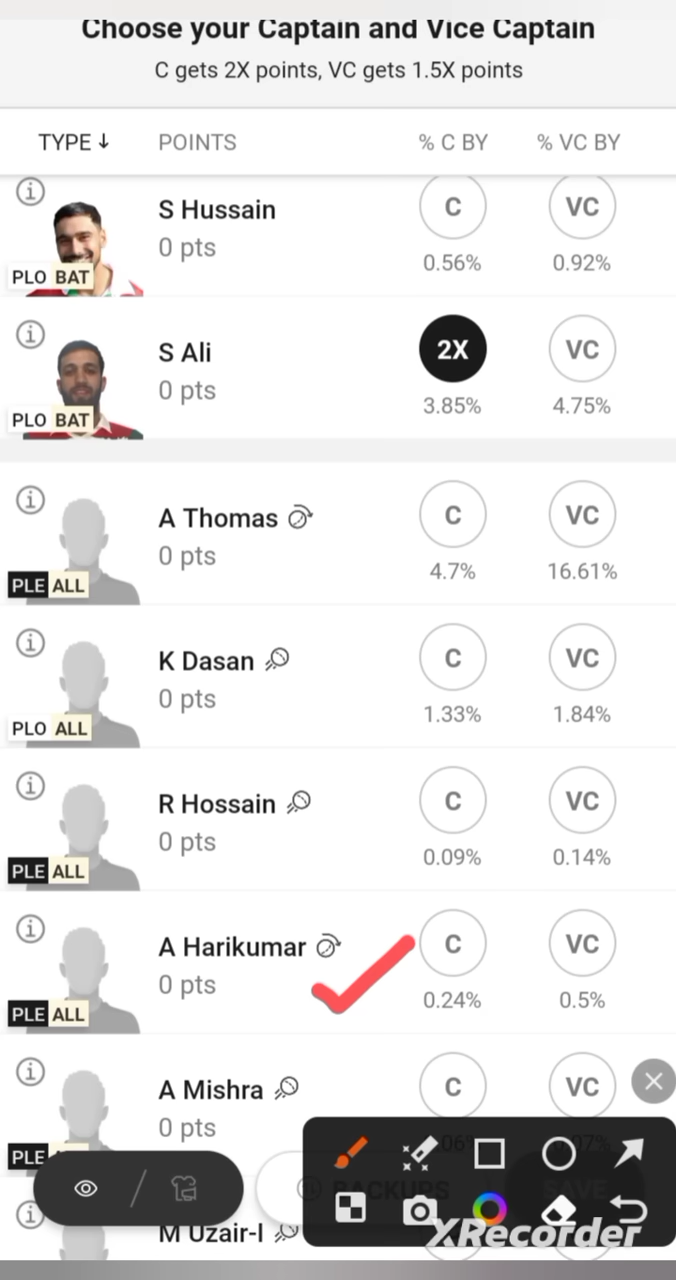 Choose your Captain and Vice Captain
C gets 2X points, VC gets 1.5X points
TYPE↓ POINTS % C BY % VC BY
S Hussain
0 pts
C VC
0.56% 0.92%
PLO BAT
S Ali
0 pts
2X VC
3.85% 4.75%
PLO BAT
A Thomas
0 pts
C VC
4.7% 16.61%
PLE ALL
K Dasan
0 pts
C VC
1.33% 1.84%
PLO ALL
R Hossain
0 pts
C VC
0.09% 0.14%
PLE ALL
A Harikumar
0 pts
C VC
0.24% 0.5%
PLE ALL
A Mishra
0 pts
C VC
PLE
BACKUPS SAVE
M Uzair-I
XRecorder